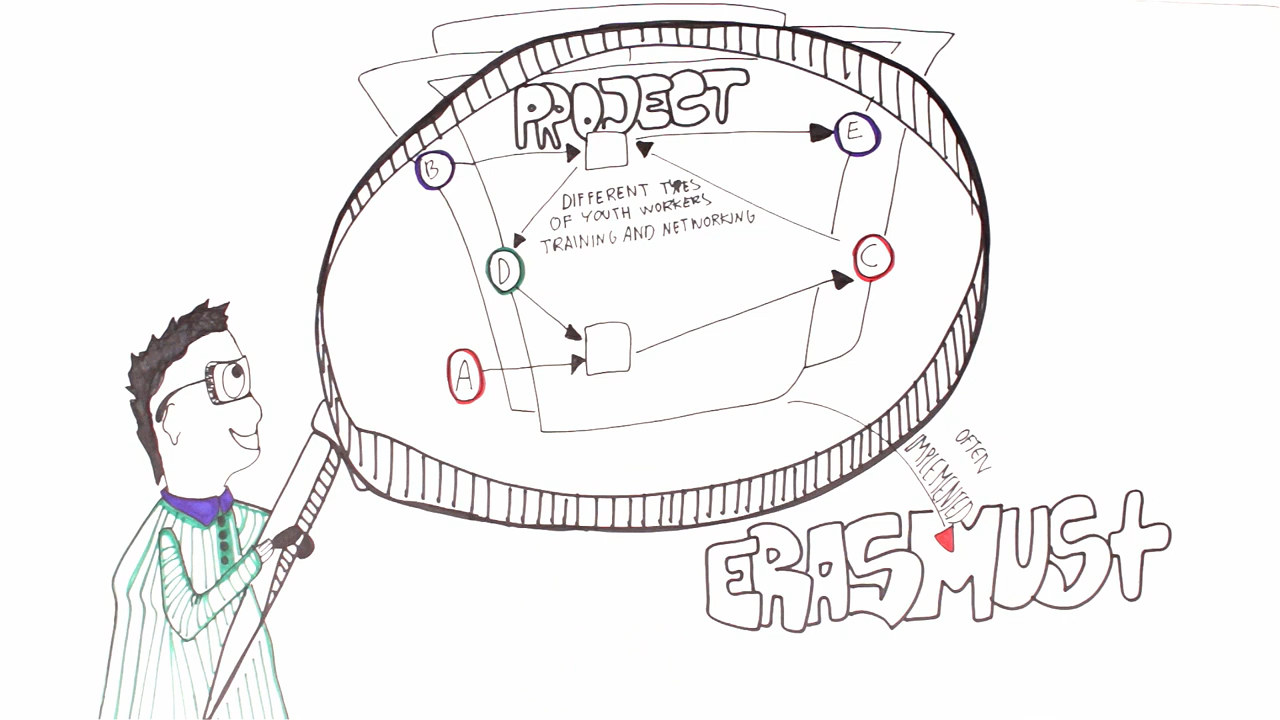 PROJECT
B
E
DIFFERENT TYPES
OF YOUTH WORKERS
TRAINING AND NETWORKING
D
C
A
OFTEN
IMPLEMENTED
ERASMUS+